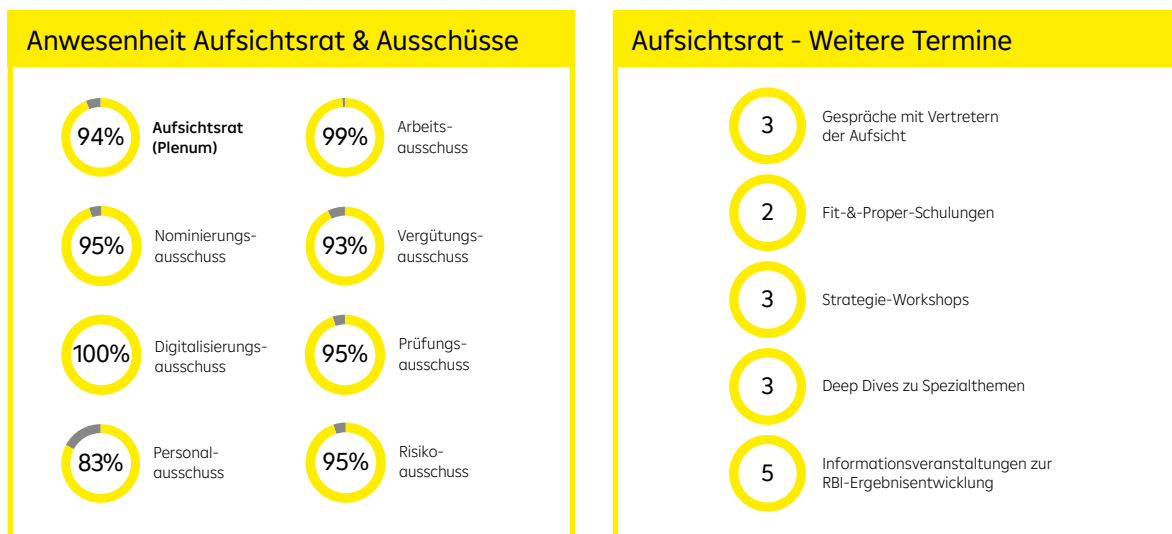 Anwesenheit Aufsichtsrat & Ausschüsse
94%
Aufsichtsrat
(Plenum)
99%
Arbeits-
ausschuss
95%
Nominierungs-
ausschuss
93%
Vergütungs-
ausschuss
100%
Digitalisierungs-
ausschuss
95%
Prüfungs-
ausschuss
83%
Personal-
ausschuss
95%
Risiko-
ausschuss
Aufsichtsrat - Weitere Termine
3
Gespräche mit Vertretern
der Aufsicht
2
Fit-&-Proper-Schulungen
3
Strategie-Workshops
3
Deep Dives zu Spezialthemen
5
Informationsveranstaltungen zur
RBI-Ergebnisentwicklung